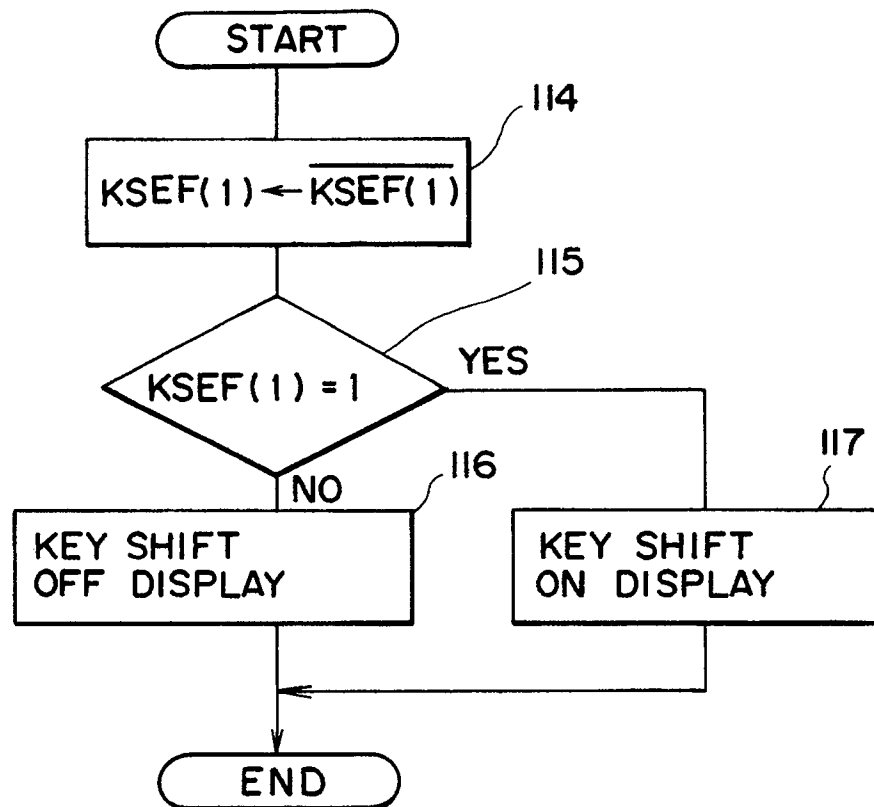 START
114
KSEF(1) ← \overline{KSEF(1)}
115
KSEF(1) = 1
YES
NO
116
117
KEY SHIFT
OFF DISPLAY
KEY SHIFT
ON DISPLAY
END